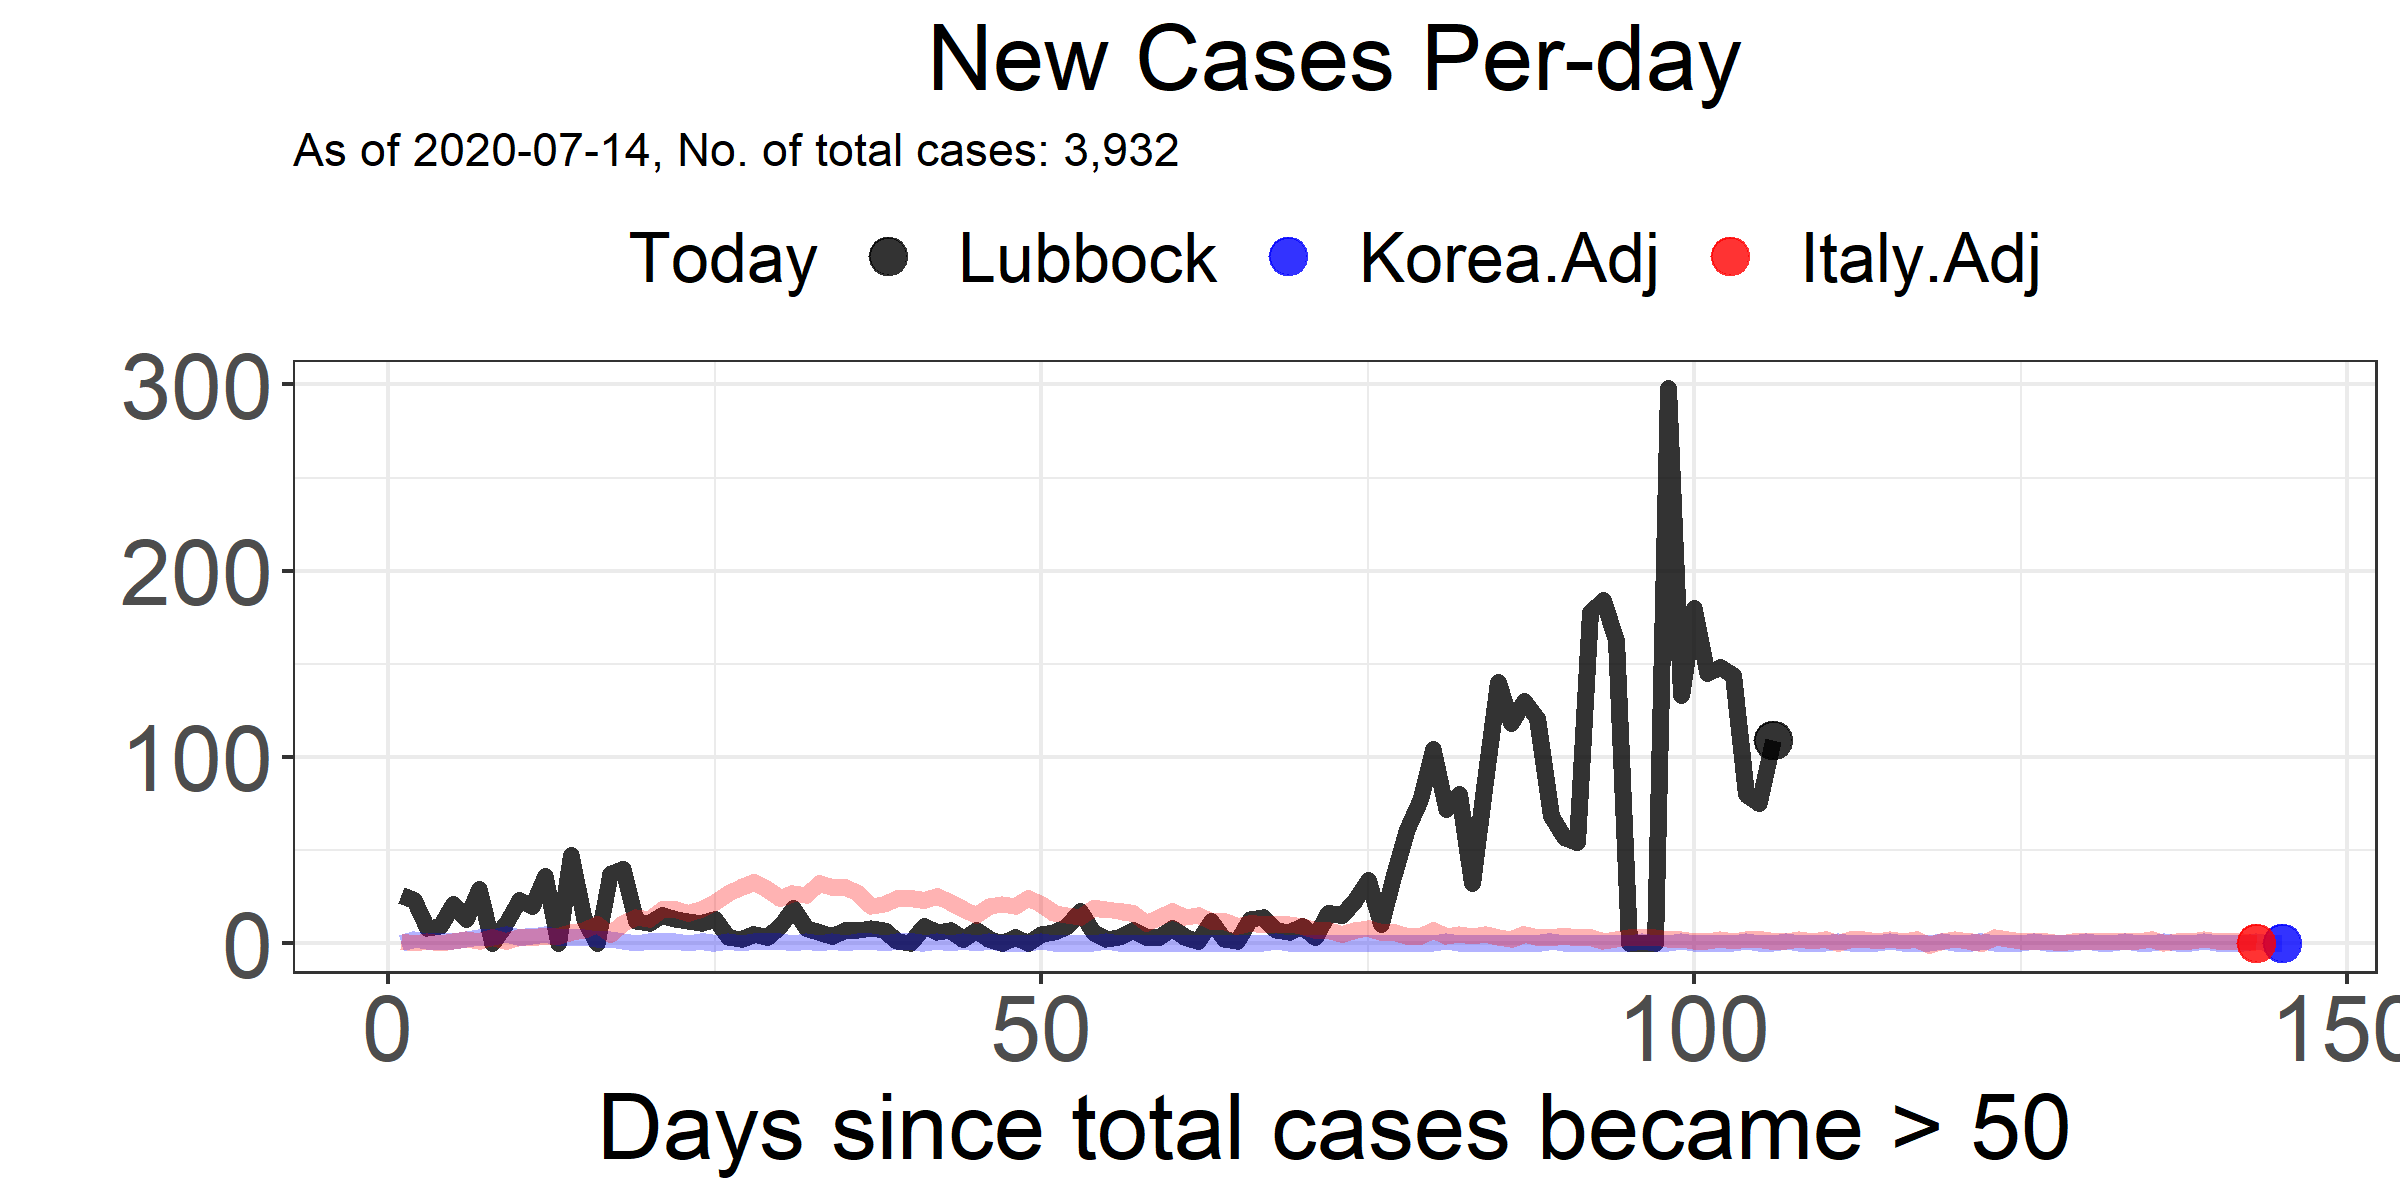 New Cases Per-day
As of 2020-07-14, No. of total cases: 3,932
Today Lubbock Korea.Adj Italy.Adj
300
200
100
0
0 50 100 150
Days since total cases became > 50